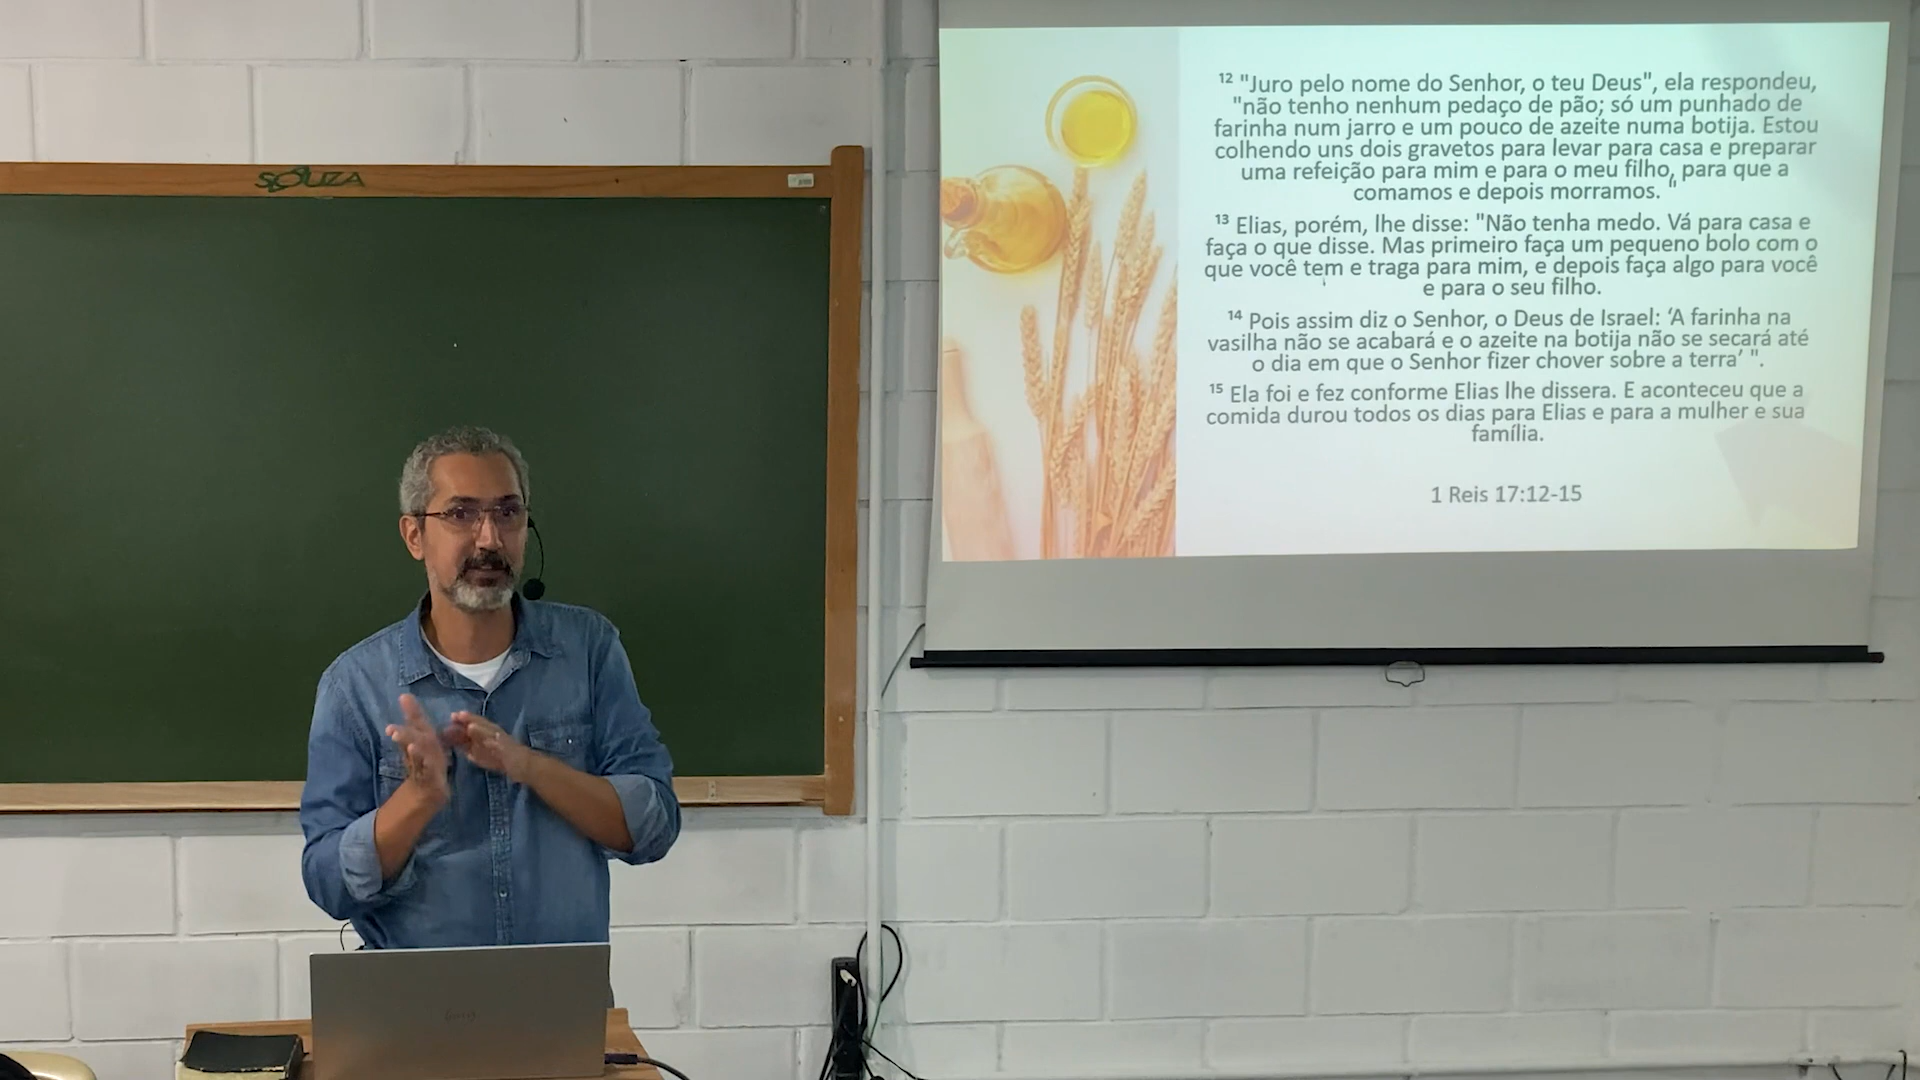 SOUZA
¹² "Juro pelo nome do Senhor, o teu Deus", ela respondeu,
"não tenho nenhum pedaço de pão; só um punhado de
farinha num jarro e um pouco de azeite numa botija. Estou
colhendo uns dois gravetos para levar para casa e preparar
uma refeição para mim e para o meu filho, para que a
comamos e depois morramos. "
¹³ Elias, porém, lhe disse: "Não tenha medo. Vá para casa e
faça o que disse. Mas primeiro faça um pequeno bolo com o
que você tem e traga para mim, e depois faça algo para você
e para o seu filho.
¹⁴ Pois assim diz o Senhor, o Deus de Israel: ‘A farinha na
vasilha não se acabará e o azeite na botija não se secará até
o dia em que o Senhor fizer chover sobre a terra’ ".
¹⁵ Ela foi e fez conforme Elias lhe dissera. E aconteceu que a
comida durou todos os dias para Elias e para a mulher e sua
família.
1 Reis 17:12-15